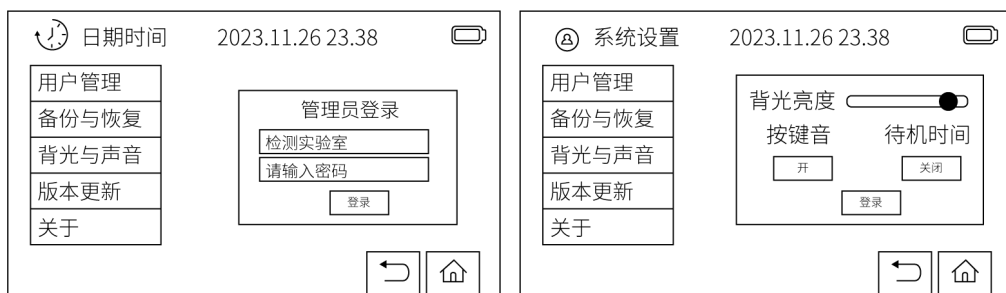 日期时间 2023.11.26 23.38
用户管理
备份与恢复
背光与声音
版本更新
关于
管理员登录
检测实验室
请输入密码
登录
系统设置 2023.11.26 23.38
用户管理
备份与恢复
背光与声音
版本更新
关于
背光亮度
按键音 待机时间
开 关闭
登录